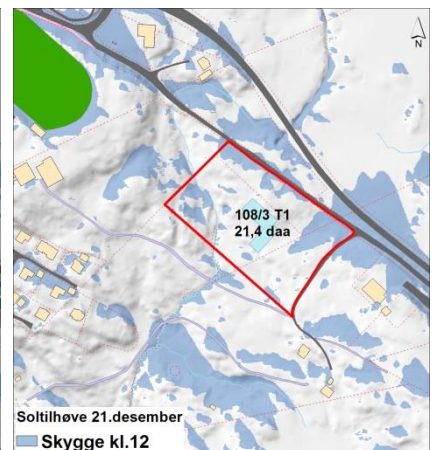 N
108/3 T1
21,4 daa
Soltilhøve 21.desember
Skygge kl.12